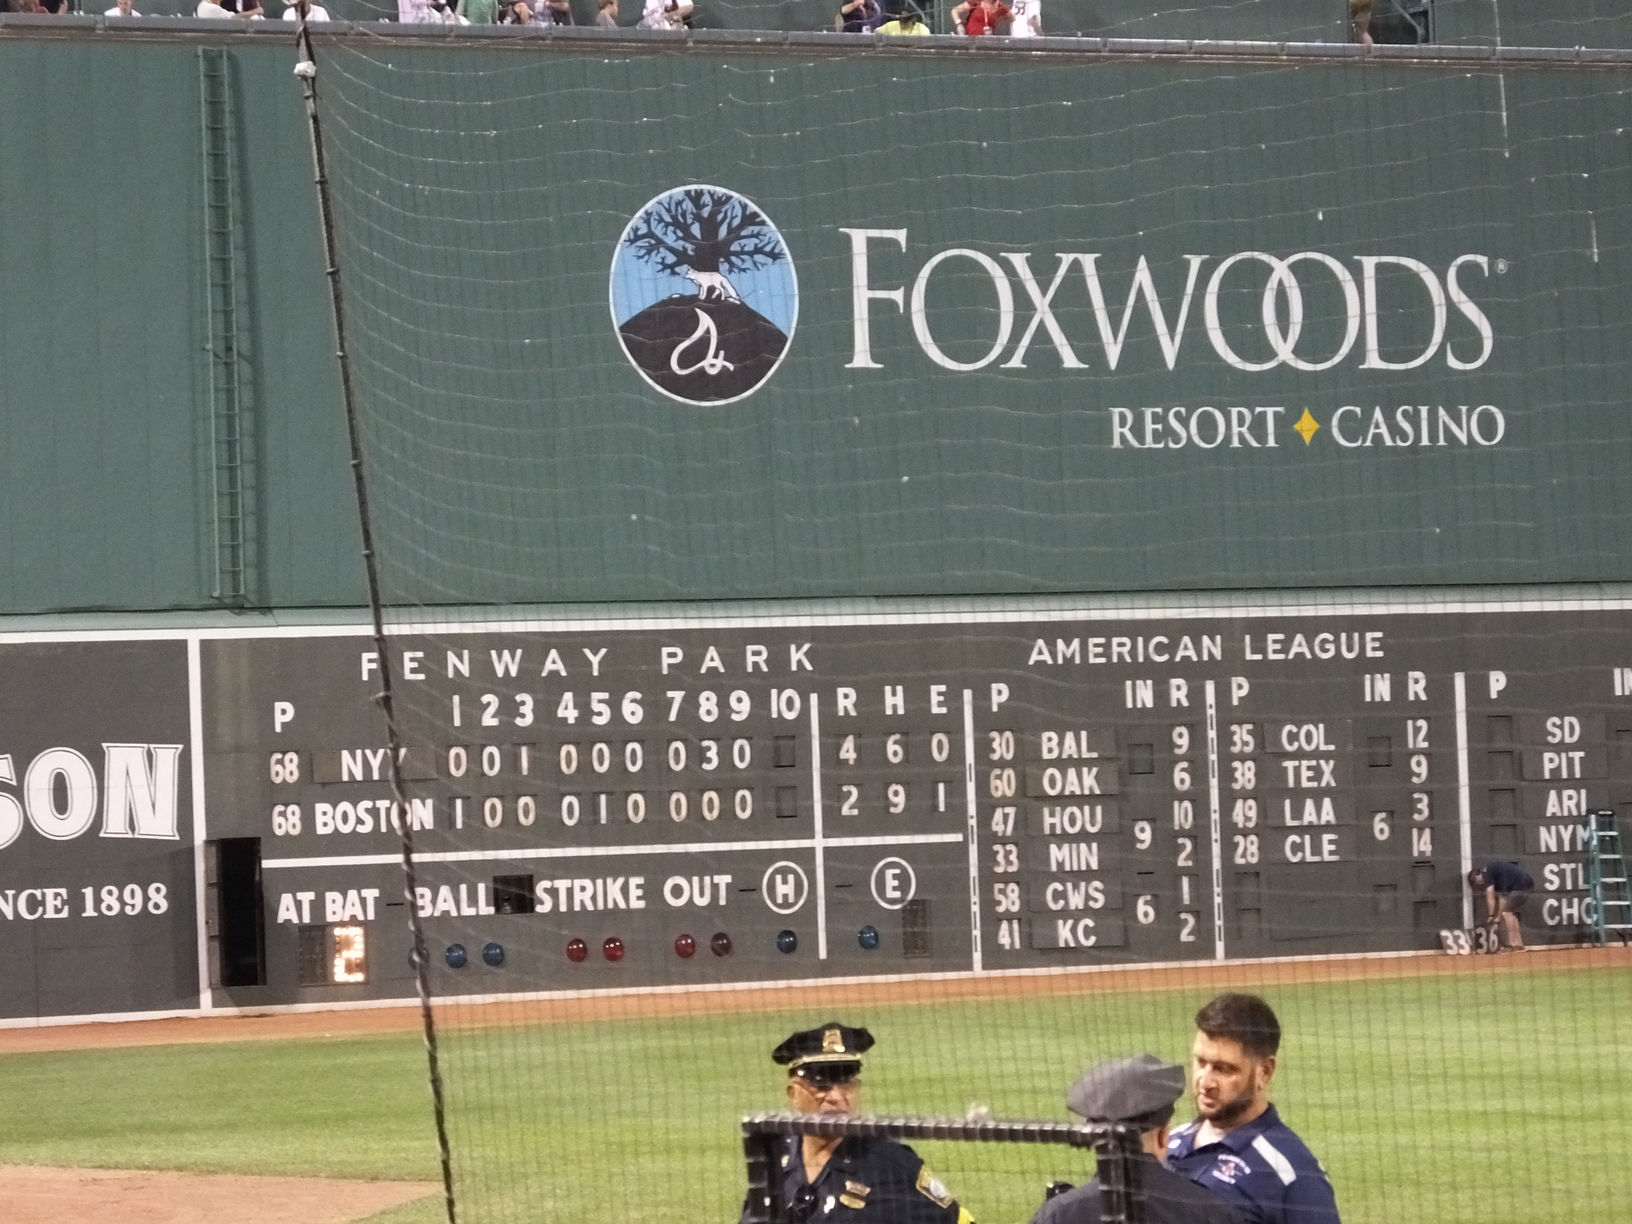 FOXWOODS®
RESORT CASINO
SON
NCE 1898
FENWAY PARK
P 1 2 3 4 5 6 7 8 9 10 R H E
68 NYY 0 0 1 0 0 0 0 3 0 4 6 0
68 BOSTON 1 0 0 0 1 0 0 0 0 2 9 1
AT BAT - BALL STRIKE OUT - H - E
2
AMERICAN LEAGUE
P IN R P IN R
30 BAL 9 35 COL 12
60 OAK 6 38 TEX 9
47 HOU 9 10 49 LAA 6 3
33 MIN 2 28 CLE 14
58 CWS 6 1
41 KC 2
P IN
SD
PIT
ARI
NYM
STL
CHC
33 36